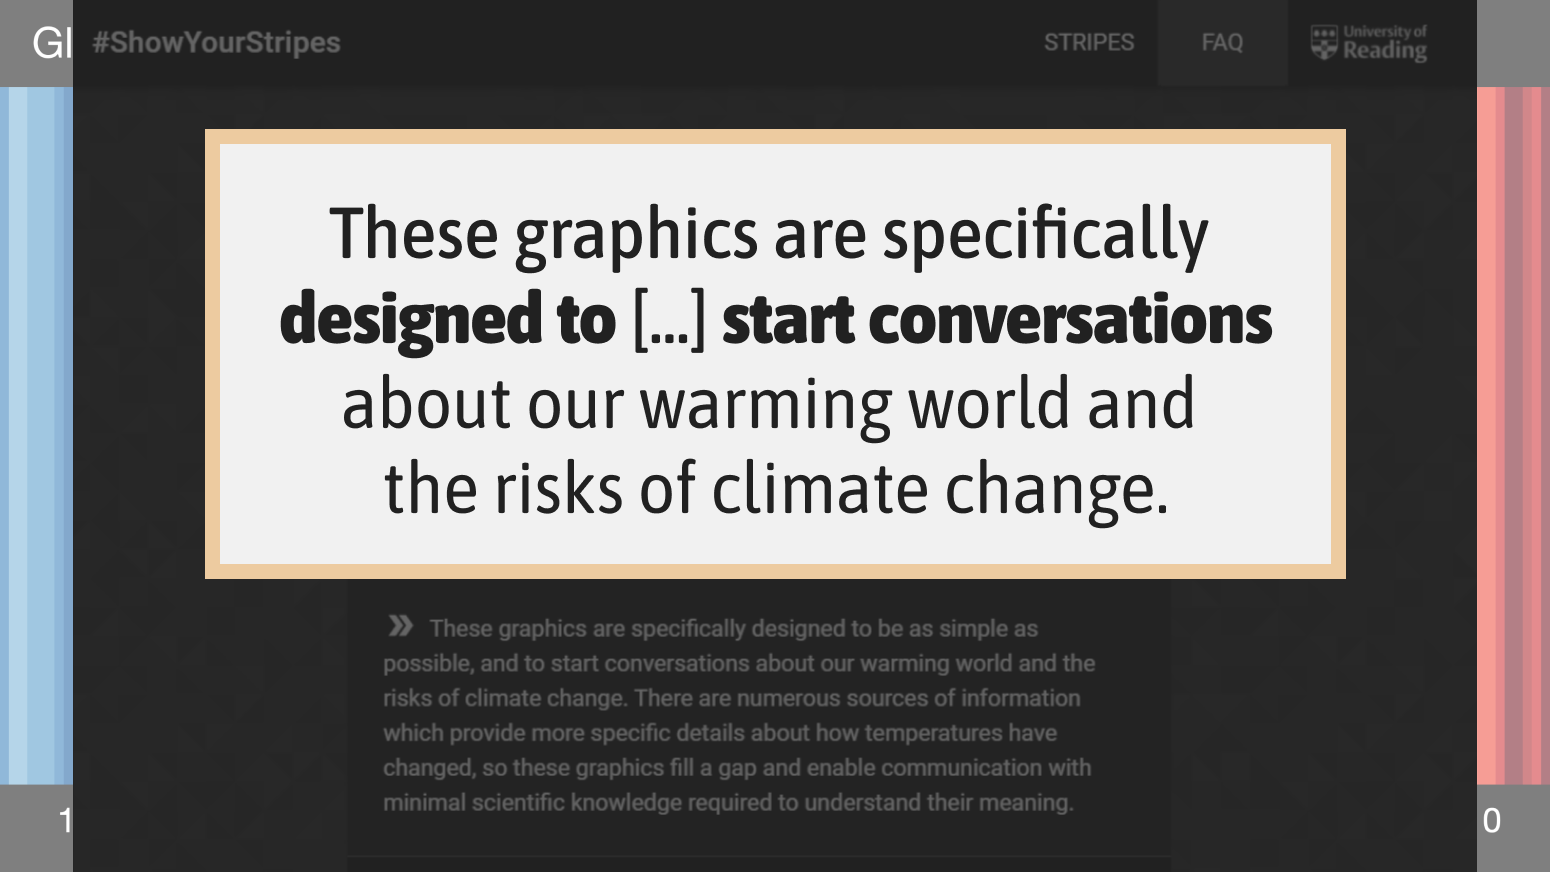 Gl
#ShowYourStripes
STRIPES
FAQ
University of
Reading
These graphics are specifically
designed to [...] start conversations
about our warming world and
the risks of climate change.
» These graphics are specifically designed to be as simple as
possible, and to start conversations about our warming world and the
risks of climate change. There are numerous sources of information
which provide more specific details about how temperatures have
changed, so these graphics fill a gap and enable communication with
minimal scientific knowledge required to understand their meaning.
1
0